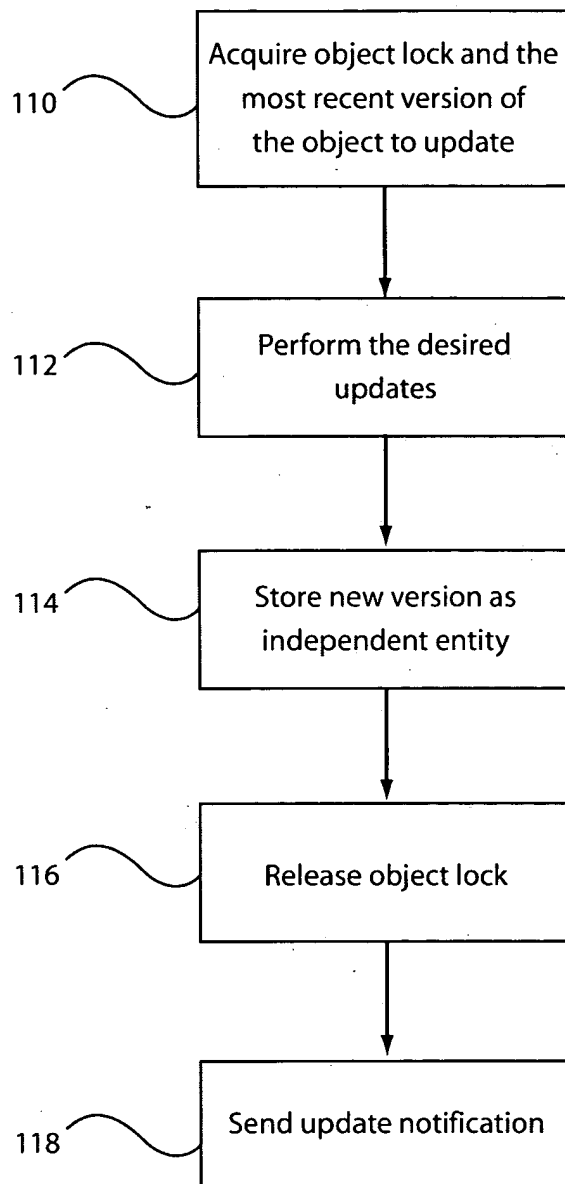 Acquire object lock and the
most recent version of
the object to update
110
Perform the desired
updates
112
Store new version as
independent entity
114
Release object lock
116
Send update notification
118